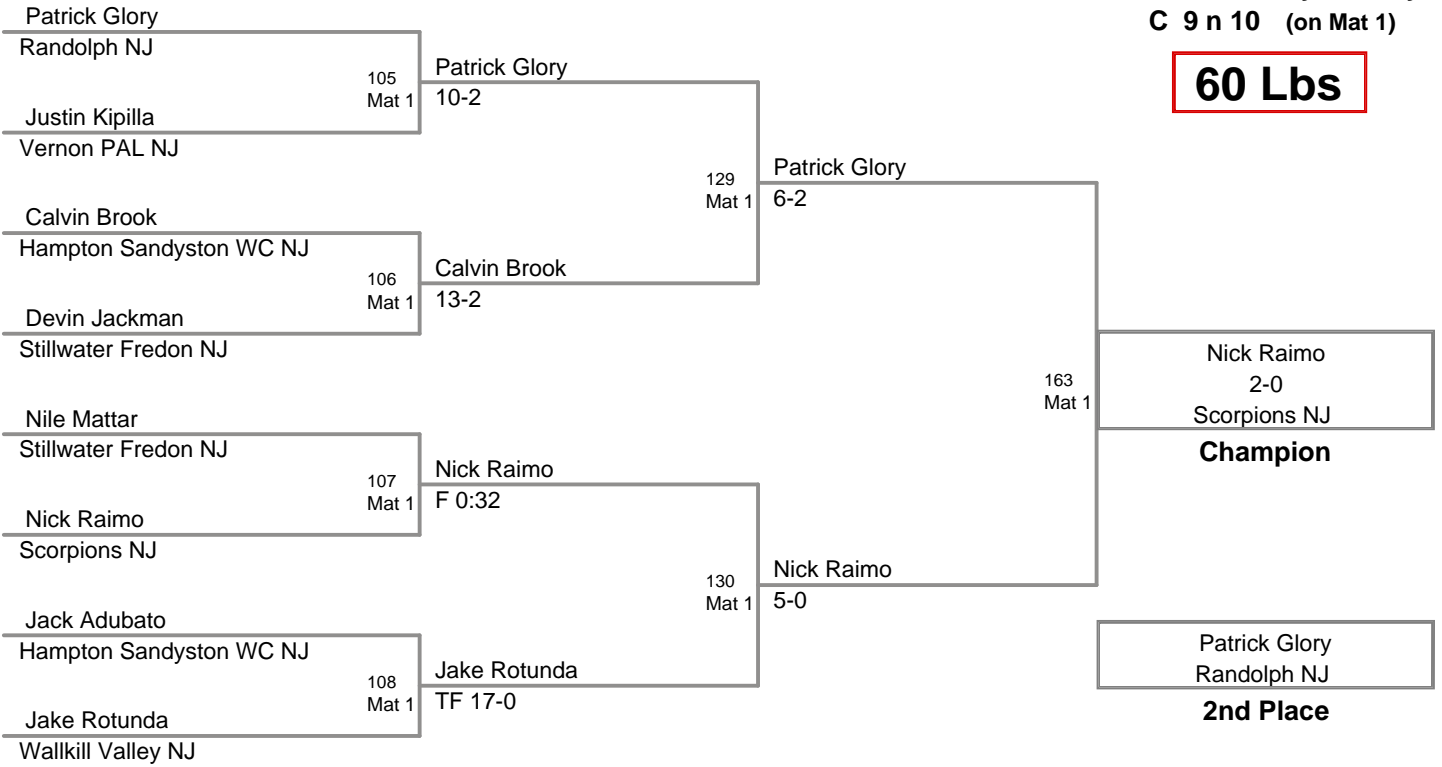 C 9 n 10 (on Mat 1)
60 Lbs
Patrick Glory
Randolph NJ
105
Mat 1
Justin Kipilla
Vernon PAL NJ
Patrick Glory
10-2
Calvin Brook
Hampton Sandyston WC NJ
106
Mat 1
Devin Jackman
Stillwater Fredon NJ
Calvin Brook
13-2
129
Mat 1
Patrick Glory
6-2
Nile Mattar
Stillwater Fredon NJ
107
Mat 1
Nick Raimo
Scorpions NJ
Nick Raimo
F 0:32
Jack Adubato
Hampton Sandyston WC NJ
108
Mat 1
Jake Rotunda
Wallkill Valley NJ
Jake Rotunda
TF 17-0
130
Mat 1
Nick Raimo
5-0
163
Mat 1
Nick Raimo
2-0
Scorpions NJ
Champion
Patrick Glory
Randolph NJ
2nd Place